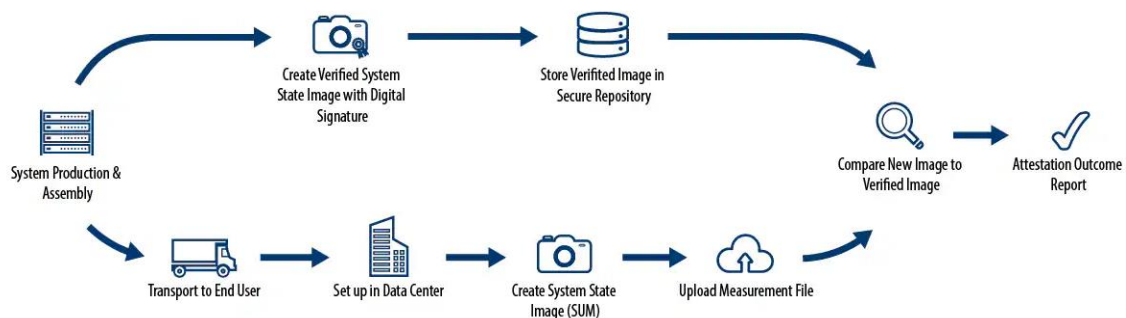 Create Verified System
State Image with Digital
Signature
Store Verifited Image in
Secure Repository
System Production &
Assembly
Compare New Image to
Verified Image
Attestation Outcome
Report
Transport to End User
Set up in Data Center
Create System State
Image (SUM)
Upload Measurement File